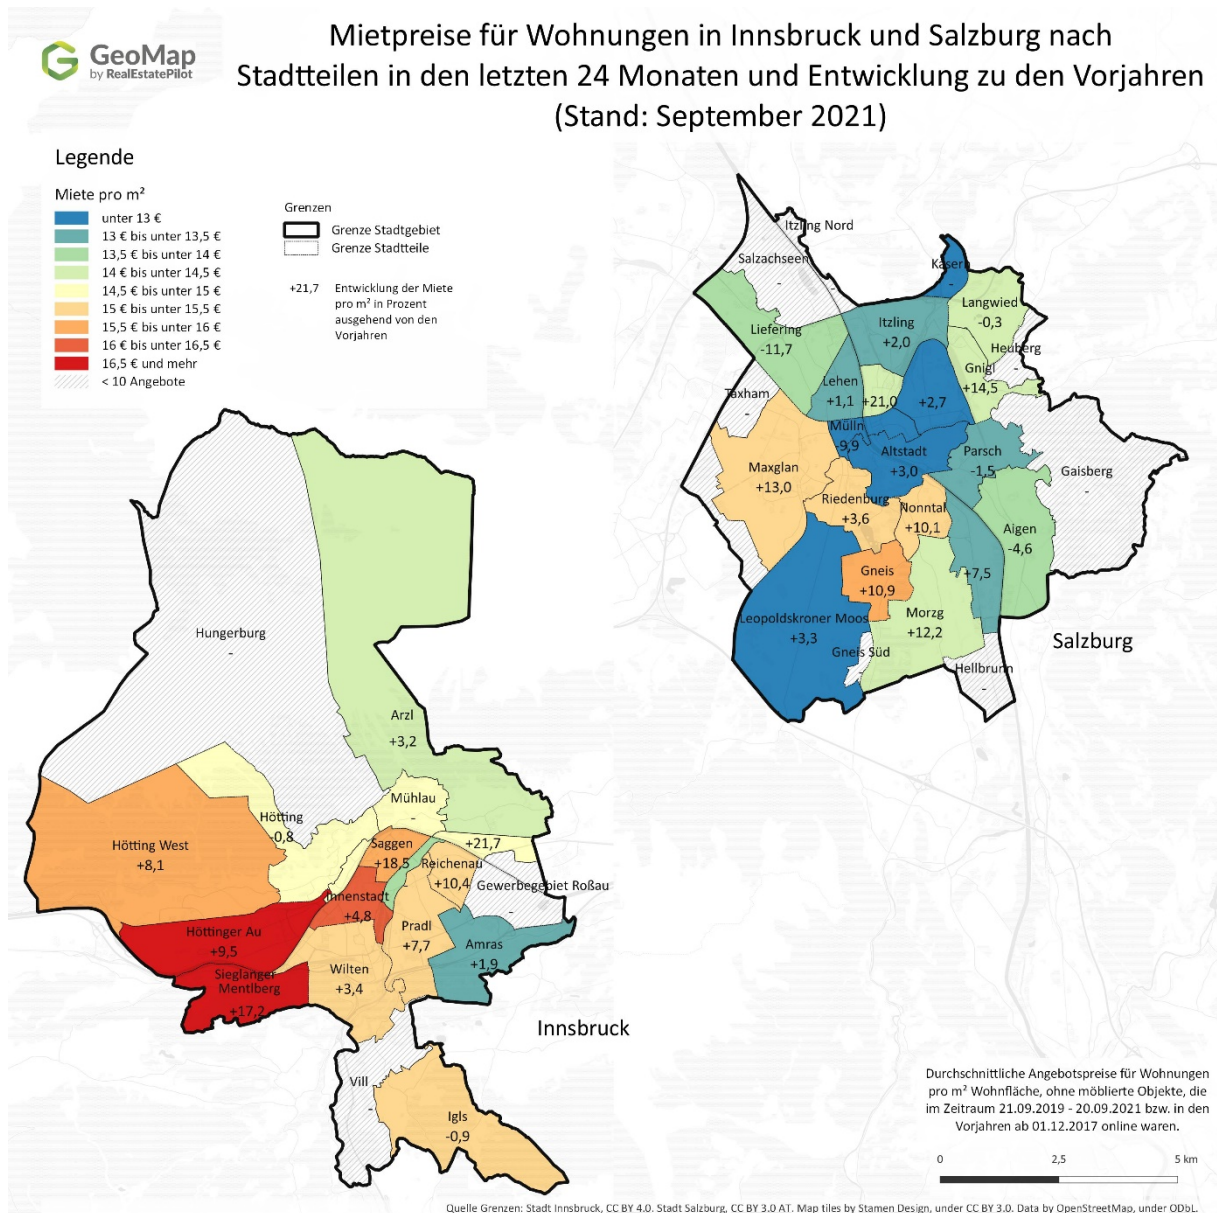 GeoMap
by RealEstatePilot
Mietpreise für Wohnungen in Innsbruck und Salzburg nach
Stadtteilen in den letzten 24 Monaten und Entwicklung zu den Vorjahren
(Stand: September 2021)
Legende
Miete pro m²
unter 13 €
13 € bis unter 13,5 €
13,5 € bis unter 14 €
14 € bis unter 14,5 €
14,5 € bis unter 15 €
15 € bis unter 15,5 €
15,5 € bis unter 16 €
16 € bis unter 16,5 €
16,5 € und mehr
< 10 Angebote
Grenzen
Grenze Stadtgebiet
Grenze Stadtteile
+21,7
Entwicklung der Miete
pro m² in Prozent
ausgehend von den
Vorjahren
Itzling Nord
-
Salzachseen
-
Kasern
-
Langwied
-0,3
Itzling
+2,0
Liefering
-11,7
Heuberg
-
Gnigl
+14,5
Lehen
+1,1
+21,0
+2,7
Taxham
-
Mülln
-9,9
Altstadt
+3,0
Parsch
-1,5
Gaisberg
-
Maxglan
+13,0
Riedenburg
+3,6
Nonntal
+10,1
Aigen
-4,6
Gneis
+10,9
+7,5
Leopoldskroner Moos
+3,3
Morzg
+12,2
Gneis Süd
-
Hellbrunn
-
Salzburg
Hungerburg
-
Arzl
+3,2
Mühlau
-
Hötting
-0,8
Hötting West
+8,1
Saggen
+18,5
+21,7
Reichenau
+10,4
Gewerbegebiet Roßau
-
Innenstadt
+4,8
Pradl
+7,7
Höttinger Au
+9,5
Amras
+1,9
Sieglanger
Mentlberg
+17,2
Wilten
+3,4
Innsbruck
Vill
-
Igls
-0,9
Durchschnittliche Angebotspreise für Wohnungen
pro m² Wohnfläche, ohne möblierte Objekte, die
im Zeitraum 21.09.2019 - 20.09.2021 bzw. in den
Vorjahren ab 01.12.2017 online waren.
0 2,5 5 km
Quelle Grenzen: Stadt Innsbruck, CC BY 4.0. Stadt Salzburg, CC BY 3.0 AT. Map tiles by Stamen Design, under CC BY 3.0. Data by OpenStreetMap, under ODbL.